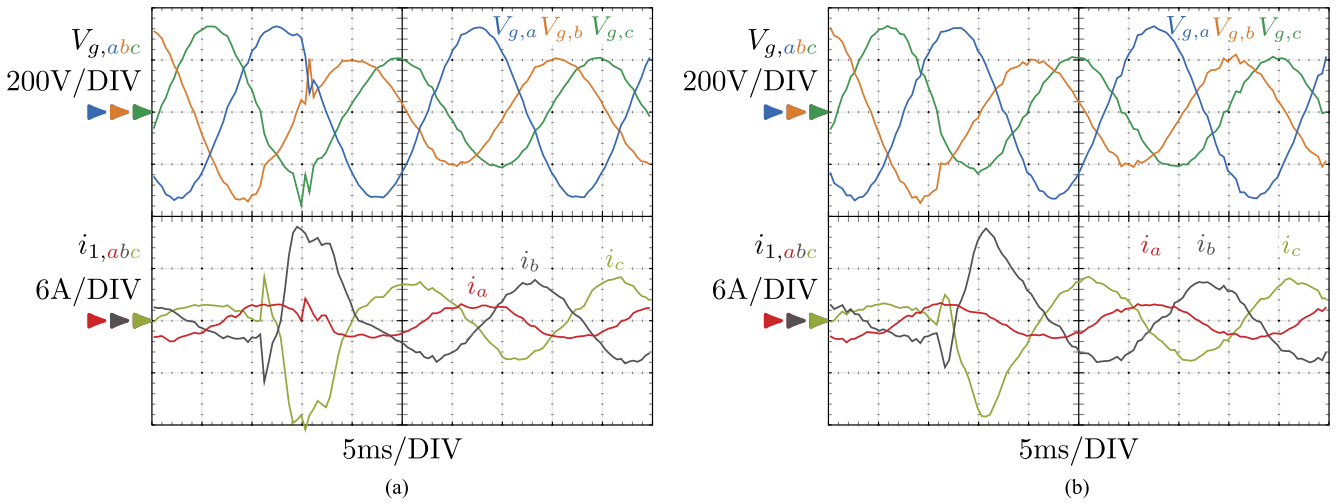 V_{g,abc}
200V/DIV
V_{g,a} V_{g,b} V_{g,c}
i_{1,abc}
6A/DIV
i_a
i_b
i_c
5ms/DIV
(a)
V_{g,abc}
200V/DIV
V_{g,a} V_{g,b} V_{g,c}
i_{1,abc}
6A/DIV
i_a
i_b
i_c
5ms/DIV
(b)